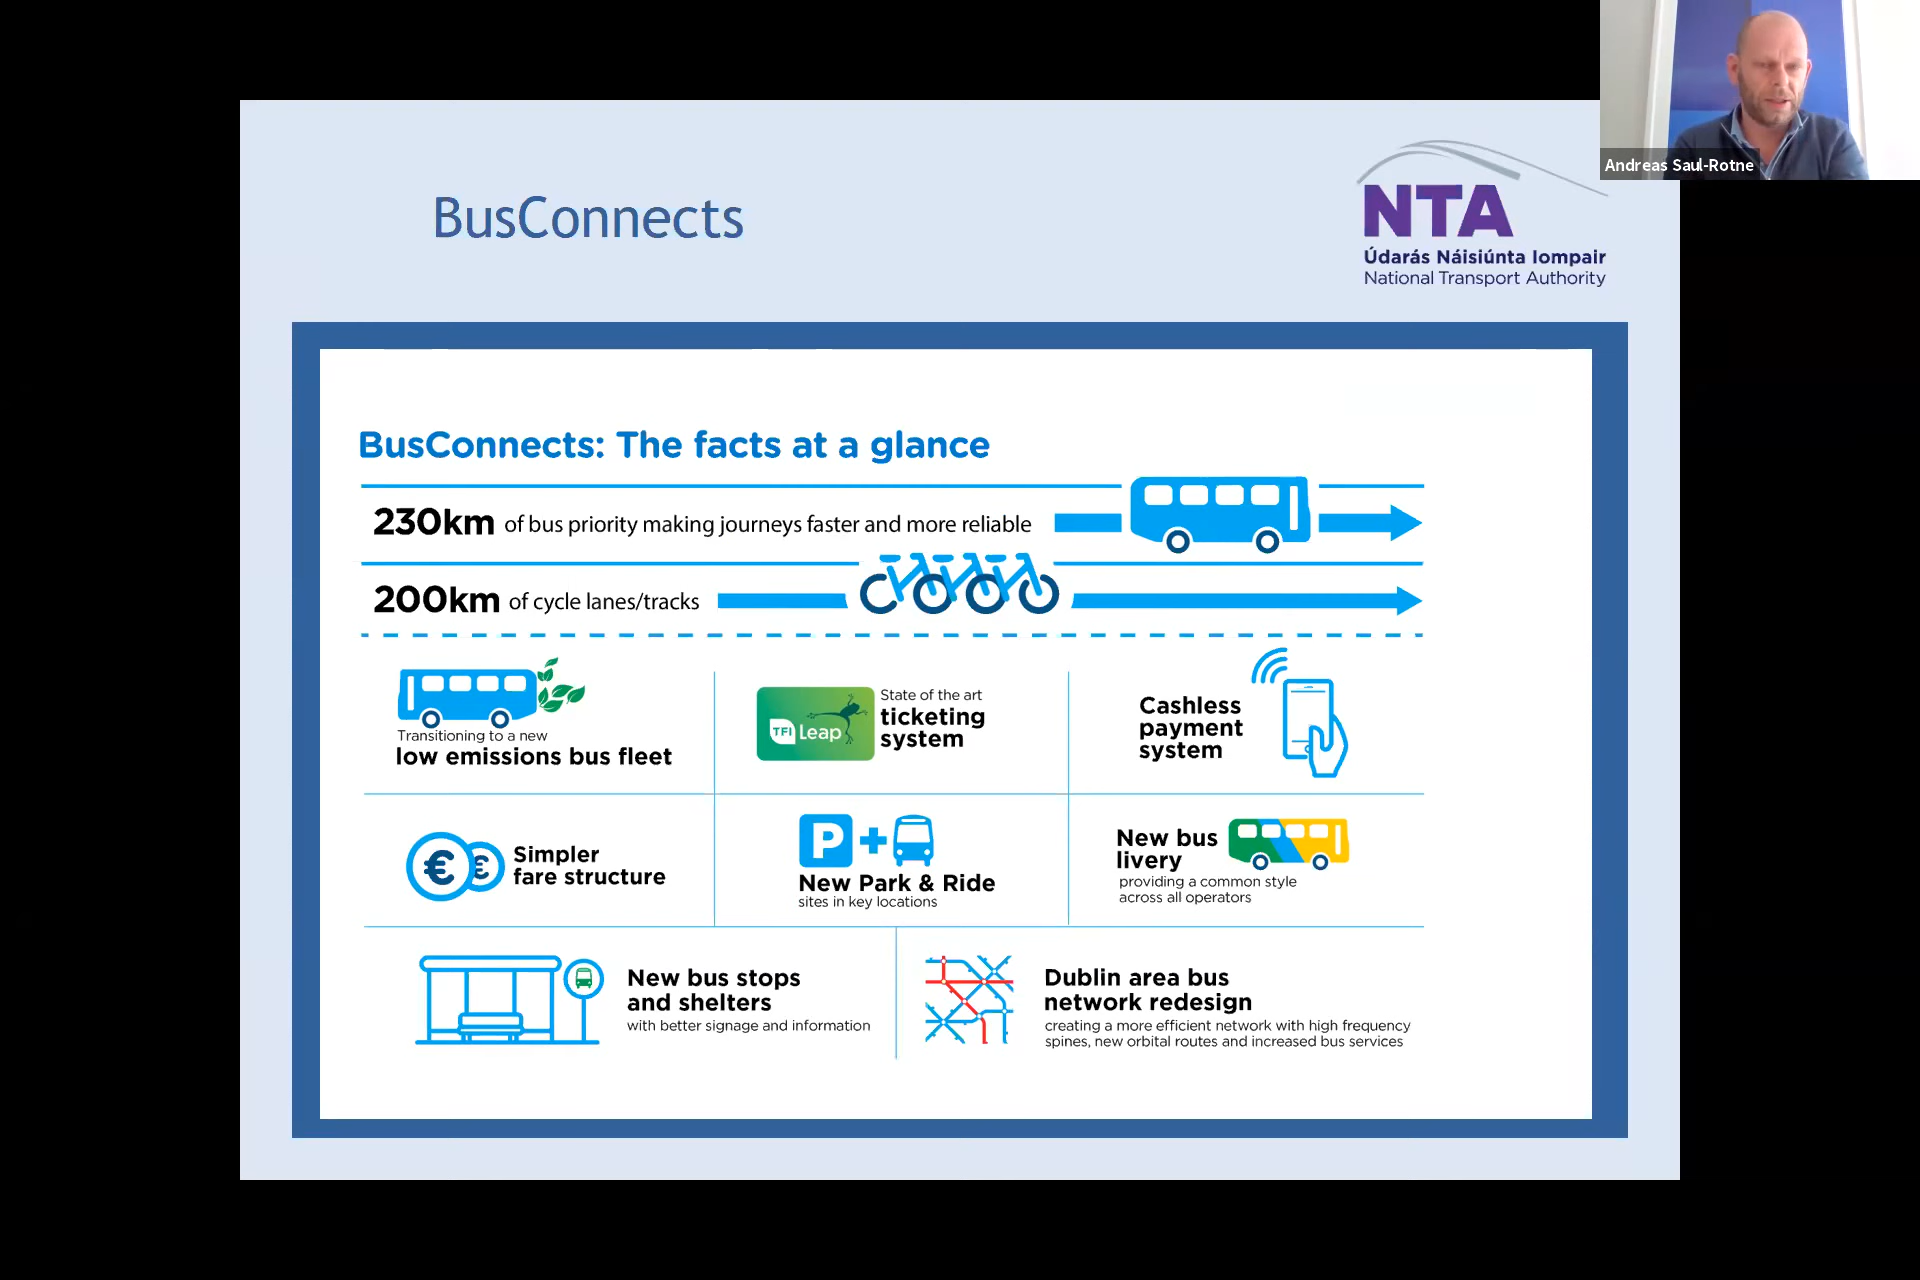 Andreas Saul-Rotne
BusConnects
NTA
Údarás Náisiúnta Iompair
National Transport Authority
BusConnects: The facts at a glance
230km of bus priority making journeys faster and more reliable
200km of cycle lanes/tracks
Transitioning to a new
low emissions bus fleet
TFI Leap
State of the art
ticketing
system
Cashless
payment
system
€ €
Simpler
fare structure
P +
New Park & Ride
sites in key locations
New bus
livery
providing a common style
across all operators
New bus stops
and shelters
with better signage and information
Dublin area bus
network redesign
creating a more efficient network with high frequency
spines, new orbital routes and increased bus services